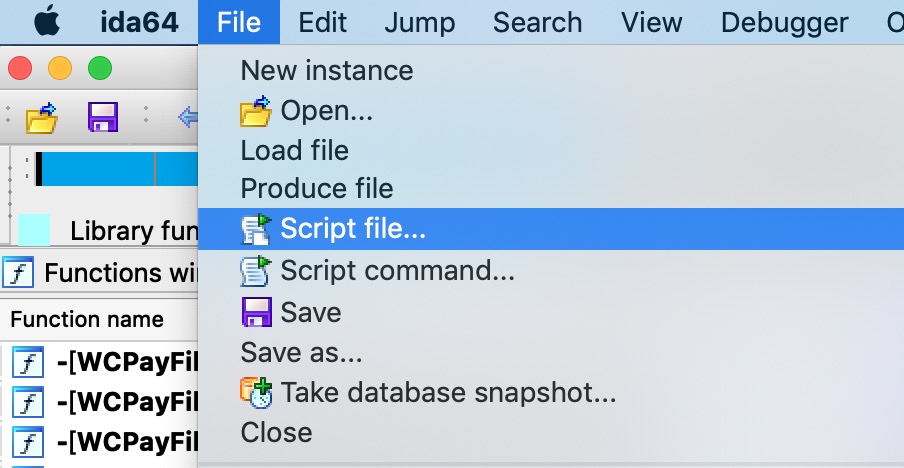 ida64 File Edit Jump Search View Debugger
New instance
Open...
Load file
Produce file
Script file...
Library fun
Script command...
Functions wi
Save
Function name
Save as...
-[WCPayFil
Take database snapshot...
-[WCPayFil
Close
-[WCPayFil